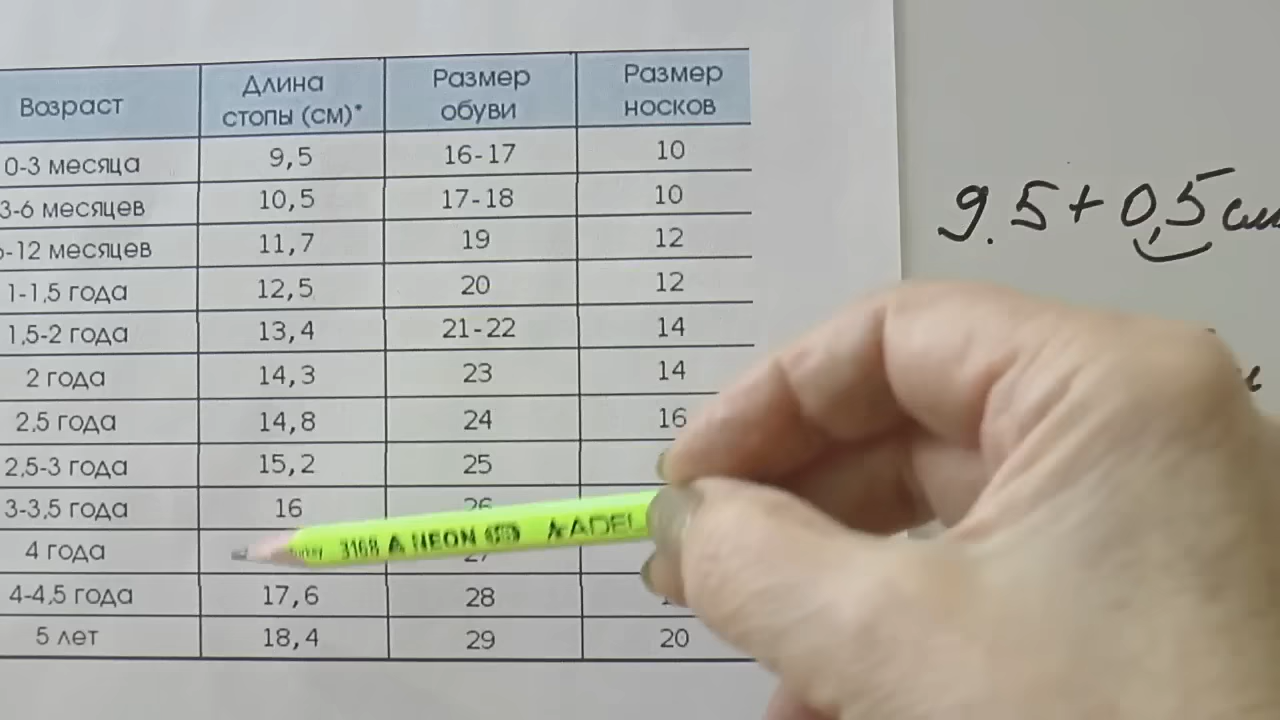 Возраст Длина стопы (см)* Размер обуви Размер носков
0-3 месяца 9,5 16-17 10
3-6 месяцев 10,5 17-18 10
6-12 месяцев 11,7 19 12
1-1,5 года 12,5 20 12
1,5-2 года 13,4 21-22 14
2 года 14,3 23 14
2,5 года 14,8 24 16
2,5-3 года 15,2 25
3-3,5 года 16 26
4 года 27
4-4,5 года 17,6 28
5 лет 18,4 29 20
9.5+0,5 см
Turkey 3168 NEON ADEL